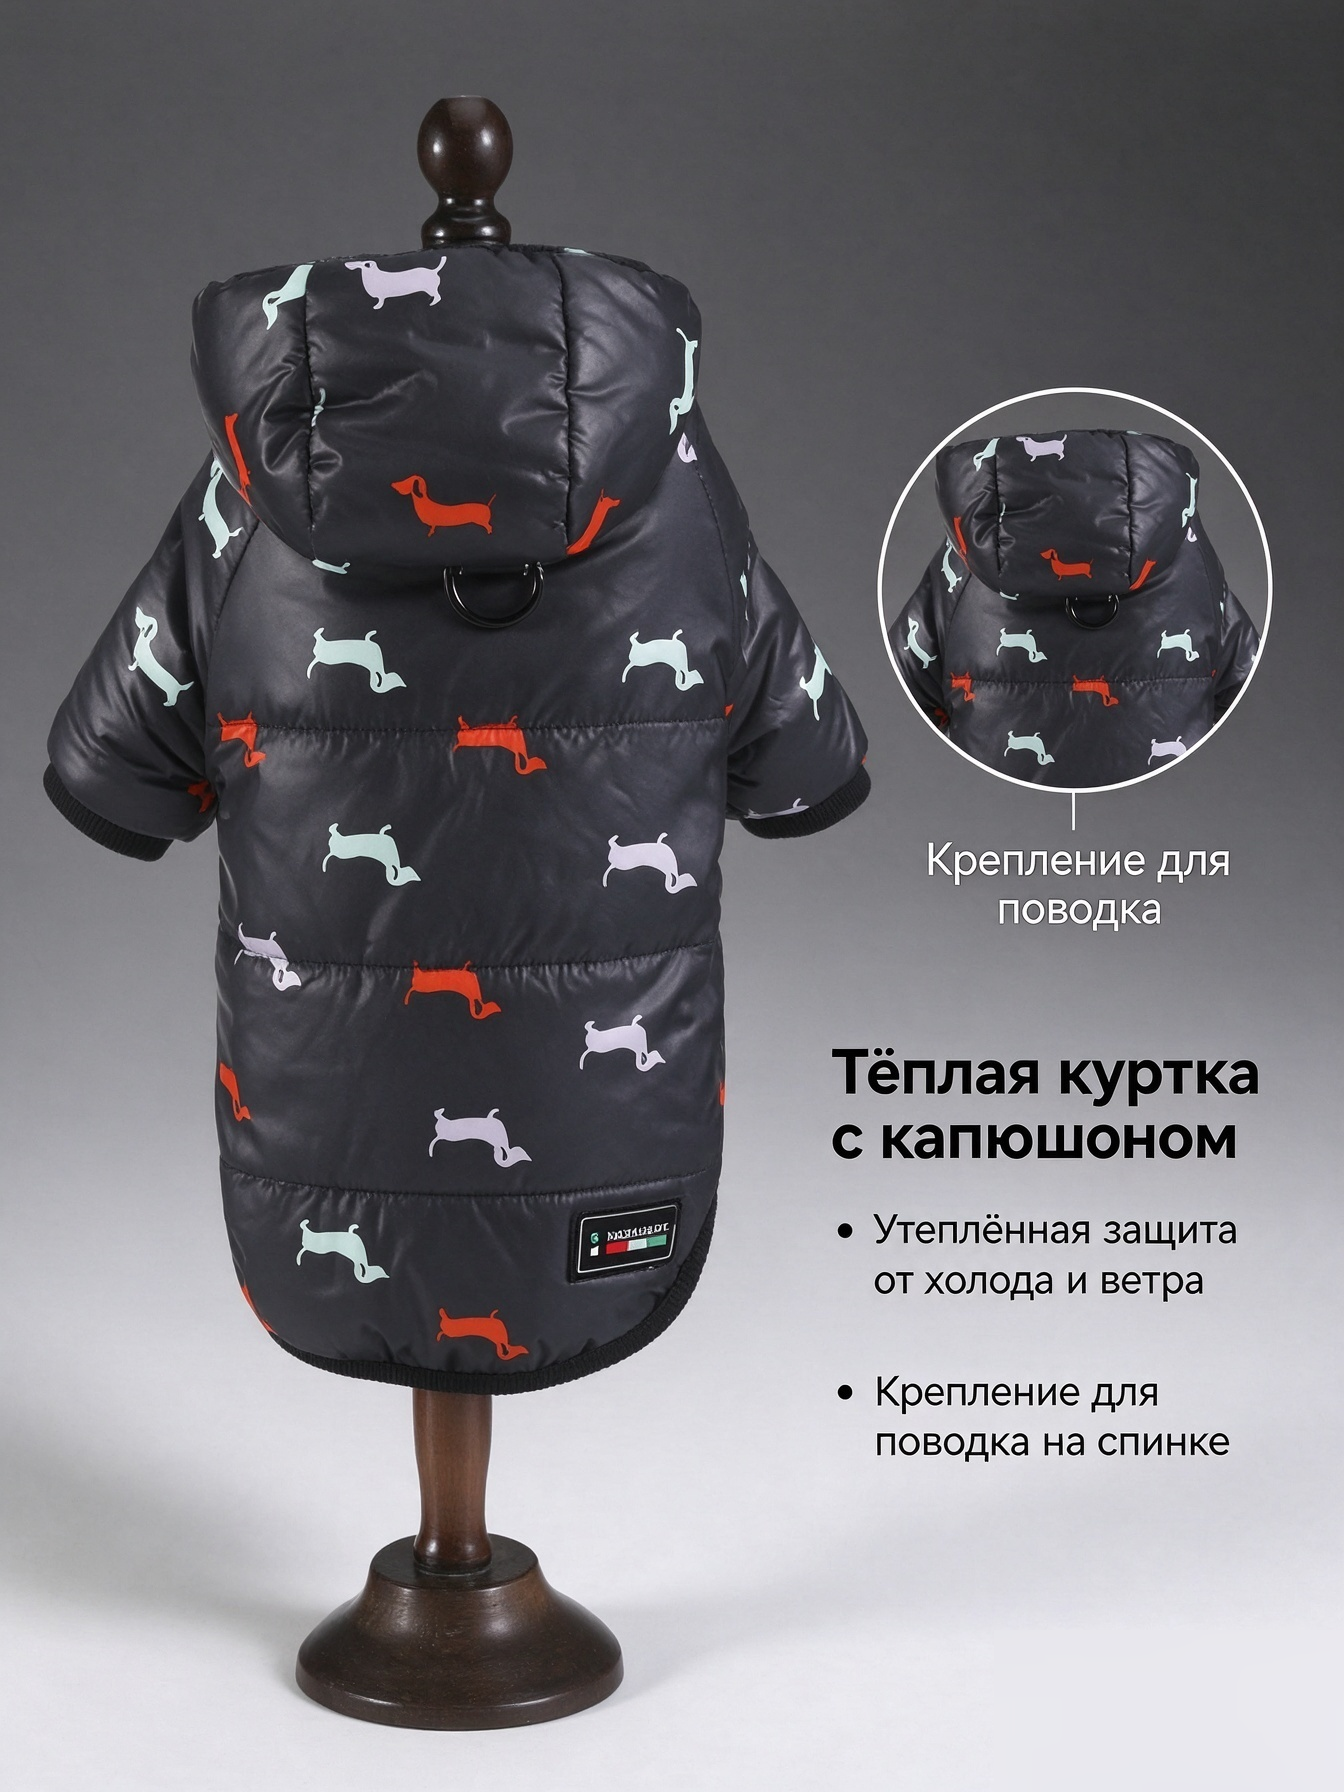 Крепление для
поводка
Тёплая куртка
с капюшоном
• Утеплённая защита
от холода и ветра
• Крепление для
поводка на спинке